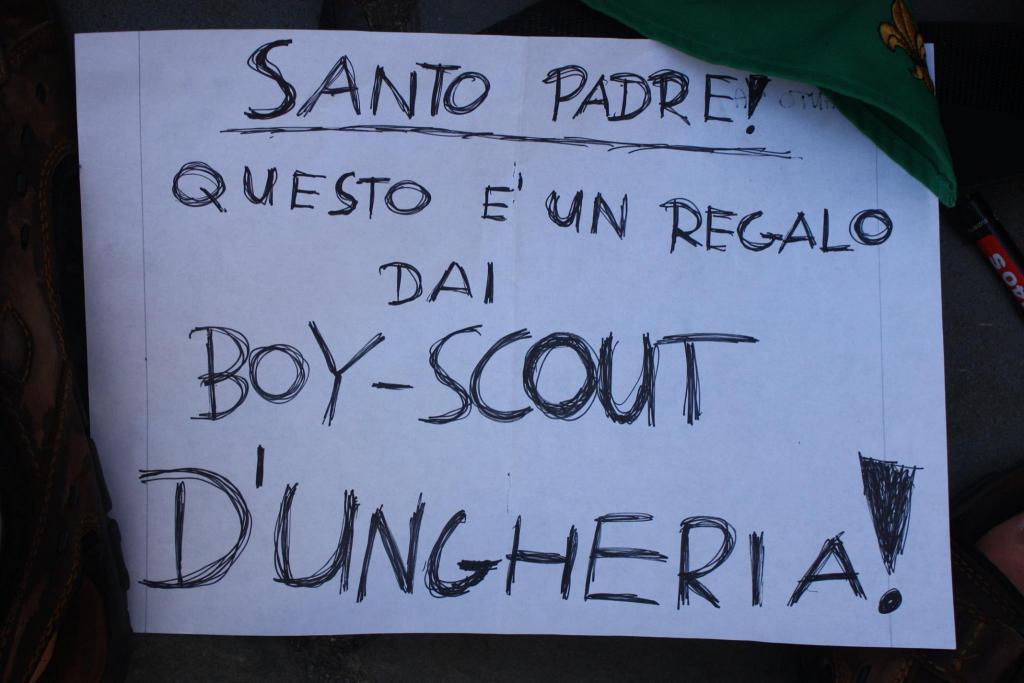 SANTO PADRE!
QUESTO E' UN REGALO
DAI
BOY-SCOUT
D'UNGHERIA!